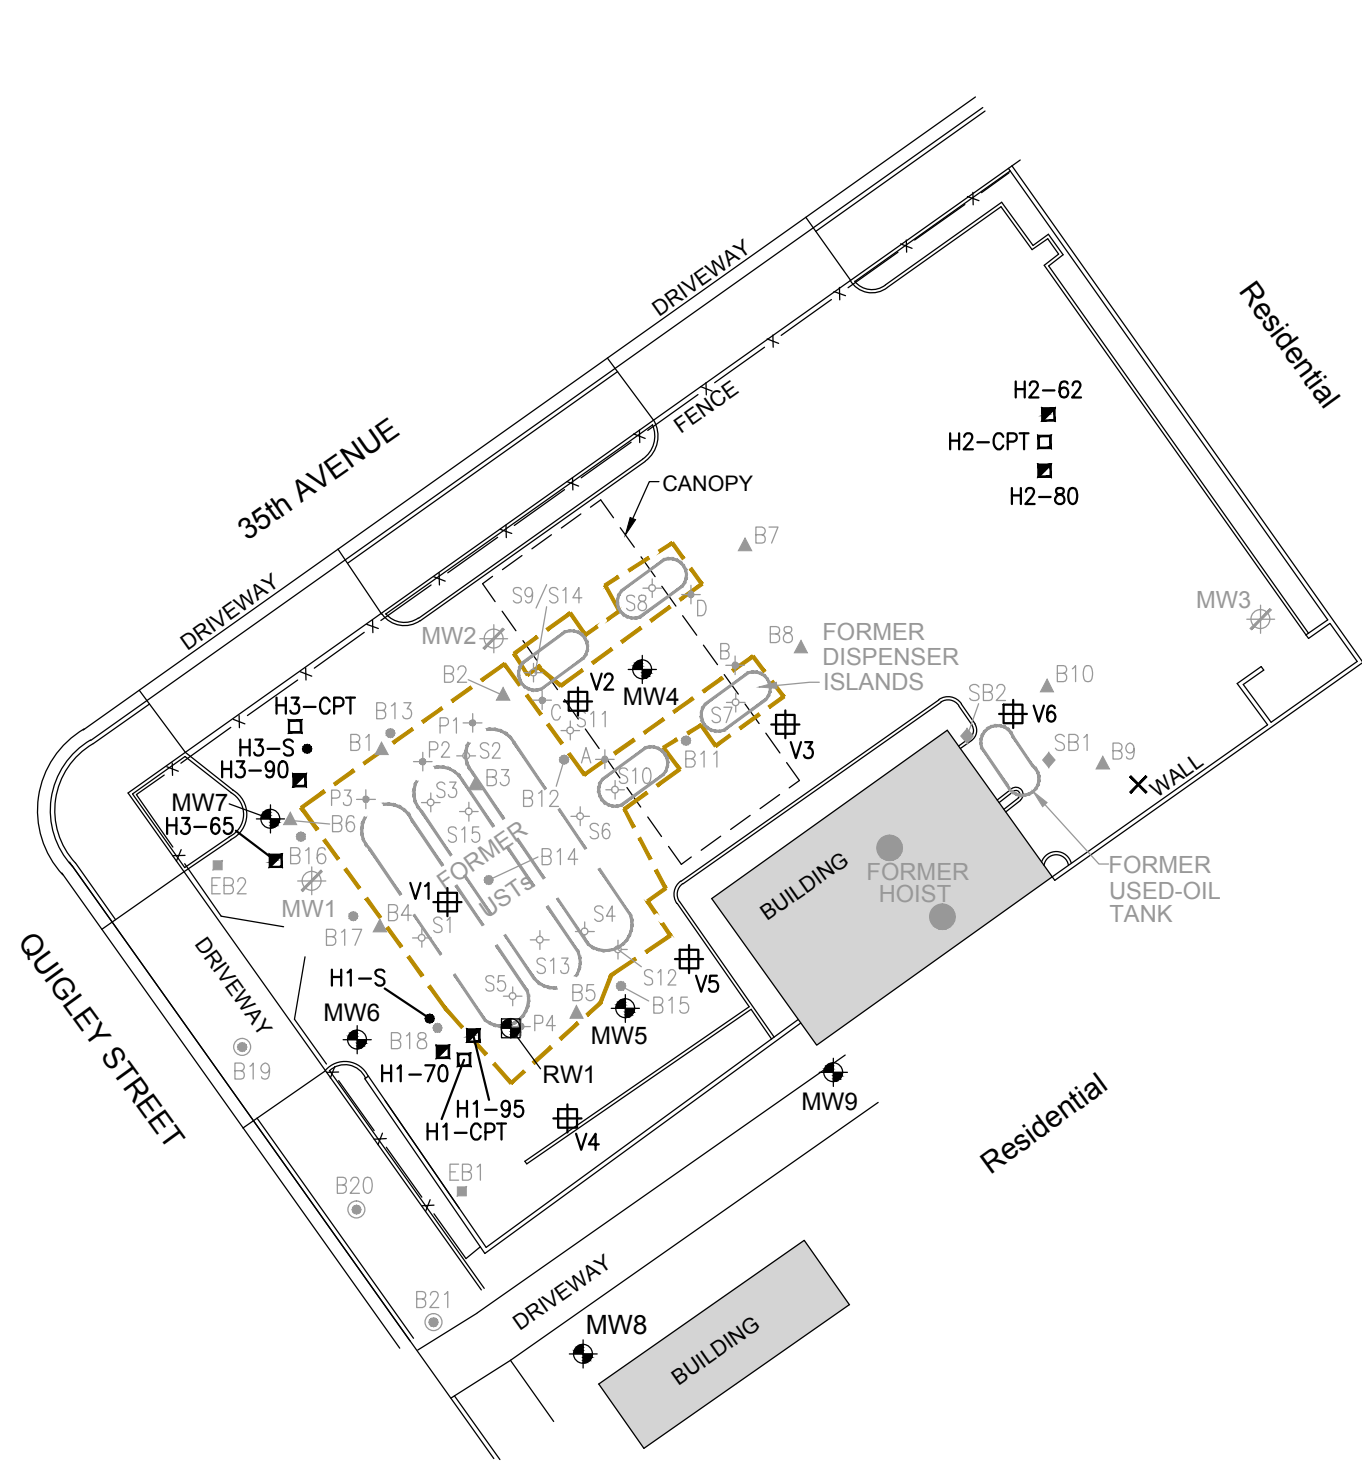 DRIVEWAY
Residential
FENCE
H2-62
H2-CPT
H2-80
35th AVENUE
CANOPY
B7
DRIVEWAY
S9/S14
S8
D
MW3
MW2
B8
FORMER
DISPENSER
ISLANDS
B
B2
V2
MW4
B10
SB2
V6
H3-CPT
B13
P1
C
S11
S7
V3
H3-S
B1
P2
S2
A
B11
SB1
B9
H3-90
B3
S10
B12
WALL
MW7
P3
S3
H3-65
B6
S15
S6
B16
FORMER
USTs
B14
BUILDING
FORMER
HOIST
FORMER
USED-OIL
TANK
EB2
MW1
V1
B4
B17
S1
S4
QUIGLEY STREET
DRIVEWAY
H1-S
S13
S12
V5
S5
B5
B15
MW6
B18
P4
MW5
B19
H1-70
RW1
H1-95
H1-CPT
V4
MW9
Residential
EB1
B20
DRIVEWAY
B21
MW8
BUILDING